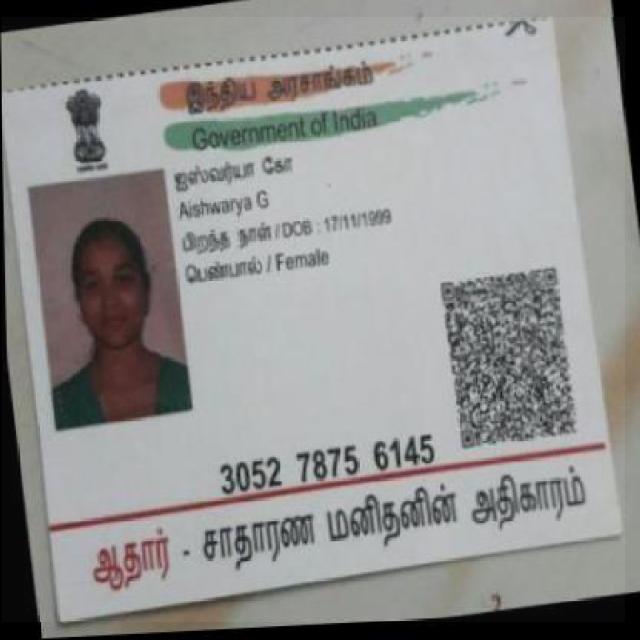 இந்திய அரசாங்கம்
Government of India
ஐஸ்வர்யா கோ
Aishwarya G
பிறந்த நாள் / DOB : 17/11/1999
பெண்பால் / Female
3052 7875 6145
ஆதார் - சாதாரண மனிதனின் அதிகாரம்